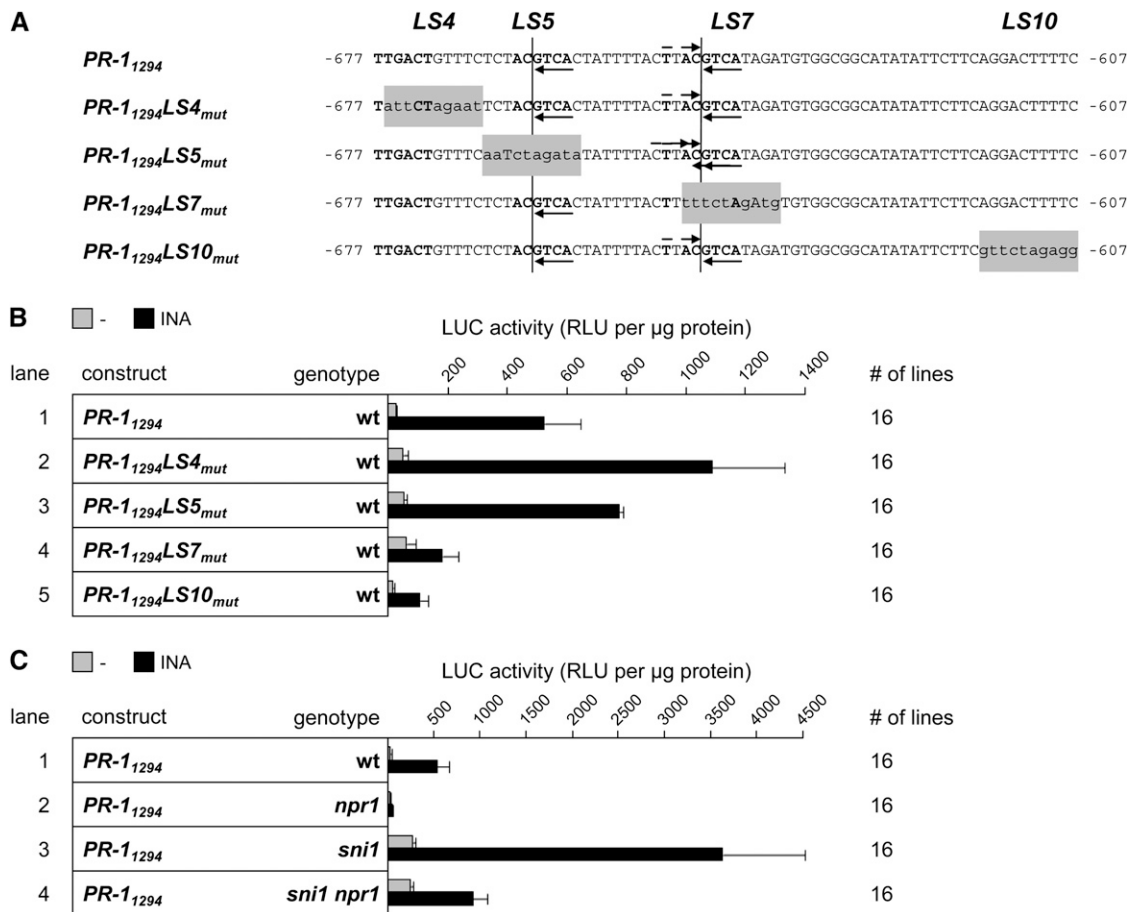 A LS4 LS5 LS7 LS10
PR-1₁₂₉₄ -677 TTGACTGTTTCTCTACGTCACTATTTTACTTACGTCATAGATGTGGCGGCATATATTCTTCAGGACTTTTC -607
PR-1₁₂₉₄LS4mut -677 TattCTagaatTCTACGTCACTATTTTACTTACGTCATAGATGTGGCGGCATATATTCTTCAGGACTTTTC -607
PR-1₁₂₉₄LS5mut -677 TTGACTGTTTCaaTctagataTATTTTACTTACGTCATAGATGTGGCGGCATATATTCTTCAGGACTTTTC -607
PR-1₁₂₉₄LS7mut -677 TTGACTGTTTCTCTACGTCACTATTTTACTTtttctAgAtgTGTGGCGGCATATATTCTTCAGGACTTTTC -607
PR-1₁₂₉₄LS10mut -677 TTGACTGTTTCTCTACGTCACTATTTTACTTACGTCATAGATGTGGCGGCATATATTCTTCgttctagagg -607
B - INA LUC activity (RLU per µg protein)
200 400 600 800 1000 1200 1400
lane construct genotype # of lines
1 PR-1₁₂₉₄ wt 16
2 PR-1₁₂₉₄LS4mut wt 16
3 PR-1₁₂₉₄LS5mut wt 16
4 PR-1₁₂₉₄LS7mut wt 16
5 PR-1₁₂₉₄LS10mut wt 16
C - INA LUC activity (RLU per µg protein)
500 1000 1500 2000 2500 3000 3500 4000 4500
lane construct genotype # of lines
1 PR-1₁₂₉₄ wt 16
2 PR-1₁₂₉₄ npr1 16
3 PR-1₁₂₉₄ sni1 16
4 PR-1₁₂₉₄ sni1 npr1 16